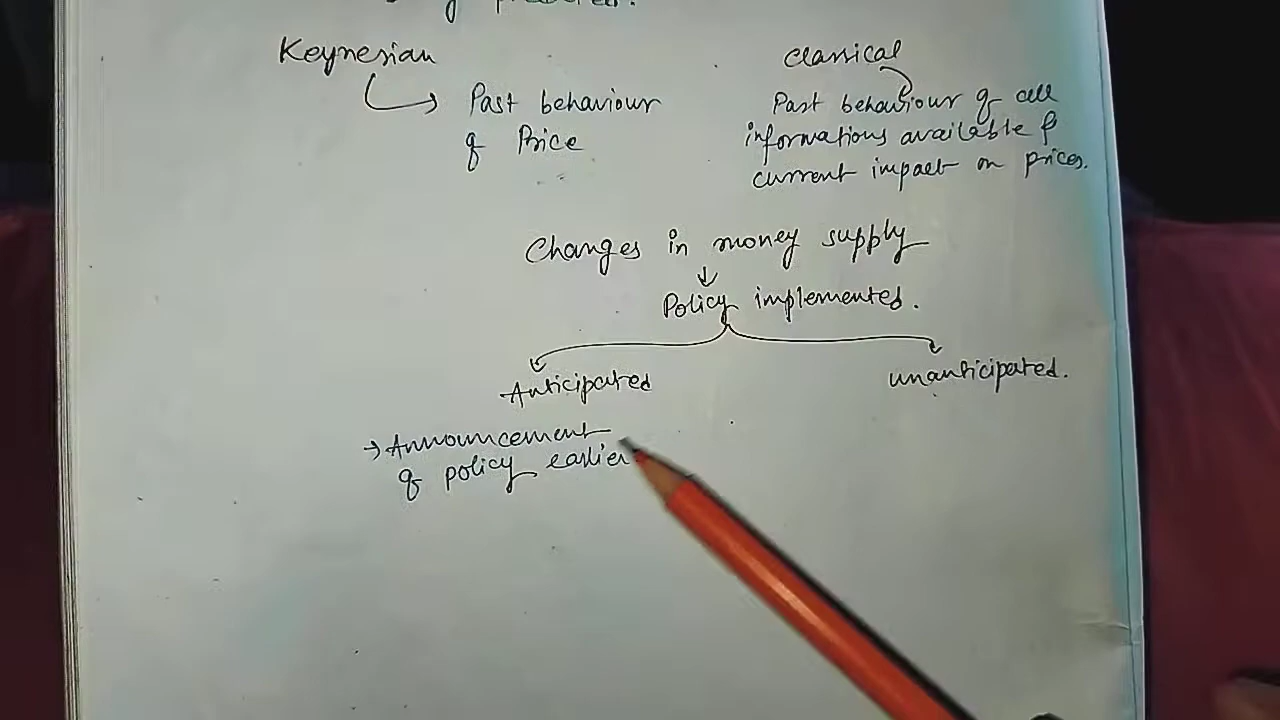 Keynesian
Past behaviour
of Price
Classical
Past behaviour of all
informations available &
current impact on prices.
Changes in money supply
Policy implemented.
Anticipated
unanticipated.
→ Announcement
of policy earlier